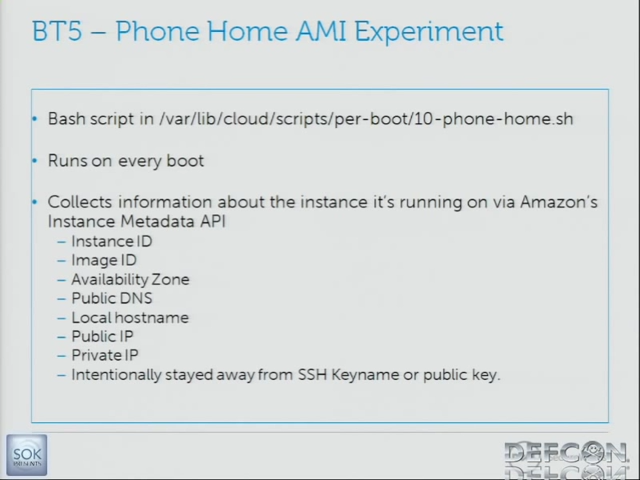 BT5 – Phone Home AMI Experiment
• Bash script in /var/lib/cloud/scripts/per-boot/10-phone-home.sh
• Runs on every boot
• Collects information about the instance it's running on via Amazon's
Instance Metadata API
– Instance ID
– Image ID
– Availability Zone
– Public DNS
– Local hostname
– Public IP
– Private IP
– Intentionally stayed away from SSH Keyname or public key.
SOK
PRESENTS
DEFCON